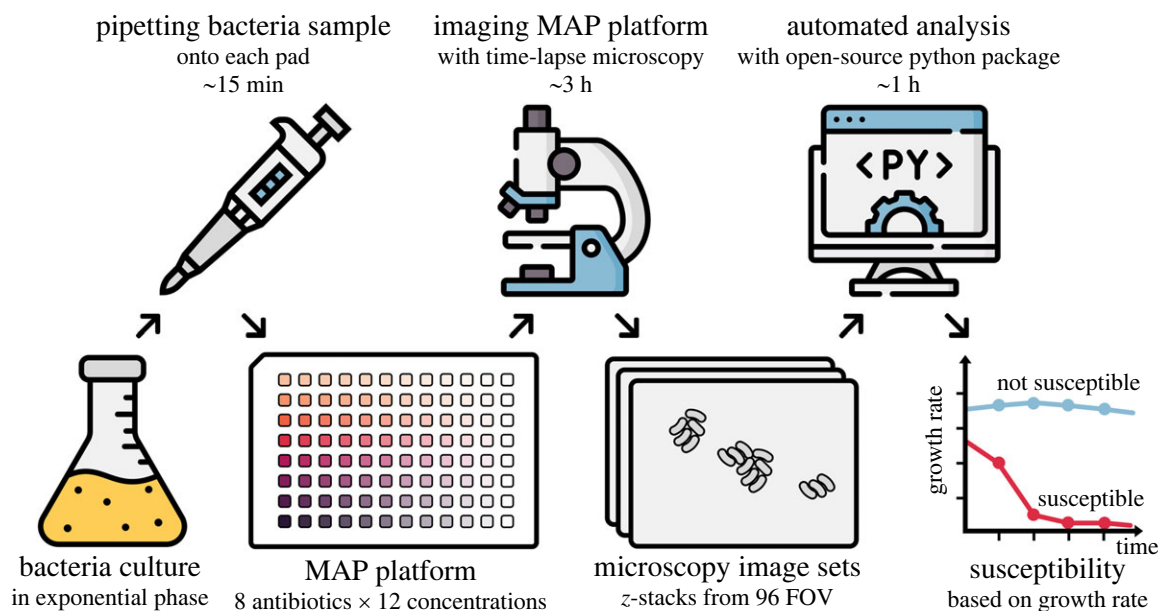 pipetting bacteria sample
onto each pad
~15 min
imaging MAP platform
with time-lapse microscopy
~3 h
automated analysis
with open-source python package
~1 h
<PY>
bacteria culture
in exponential phase
MAP platform
8 antibiotics × 12 concentrations
microscopy image sets
z-stacks from 96 FOV
growth rate
not susceptible
susceptible
time
susceptibility
based on growth rate